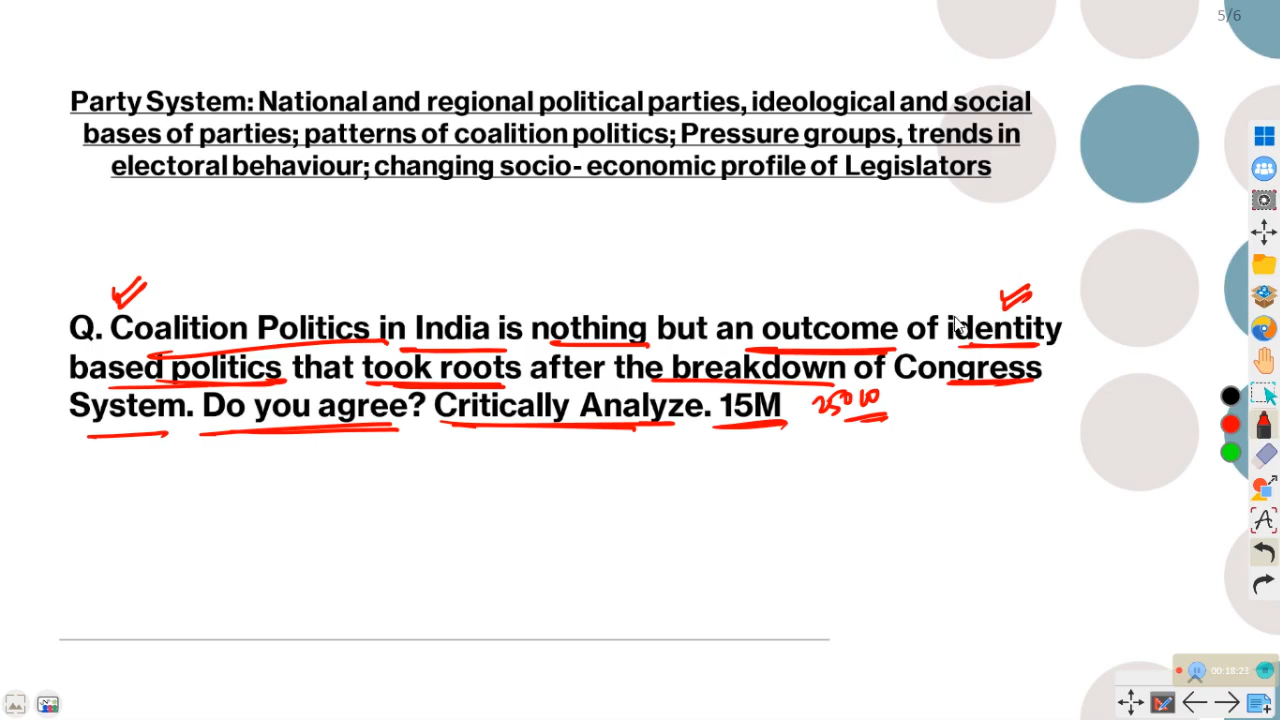 5/6
Party System: National and regional political parties, ideological and social
bases of parties; patterns of coalition politics; Pressure groups, trends in
electoral behaviour; changing socio- economic profile of Legislators
Q. Coalition Politics in India is nothing but an outcome of identity
based politics that took roots after the breakdown of Congress
System. Do you agree? Critically Analyze. 15M
00:18:23